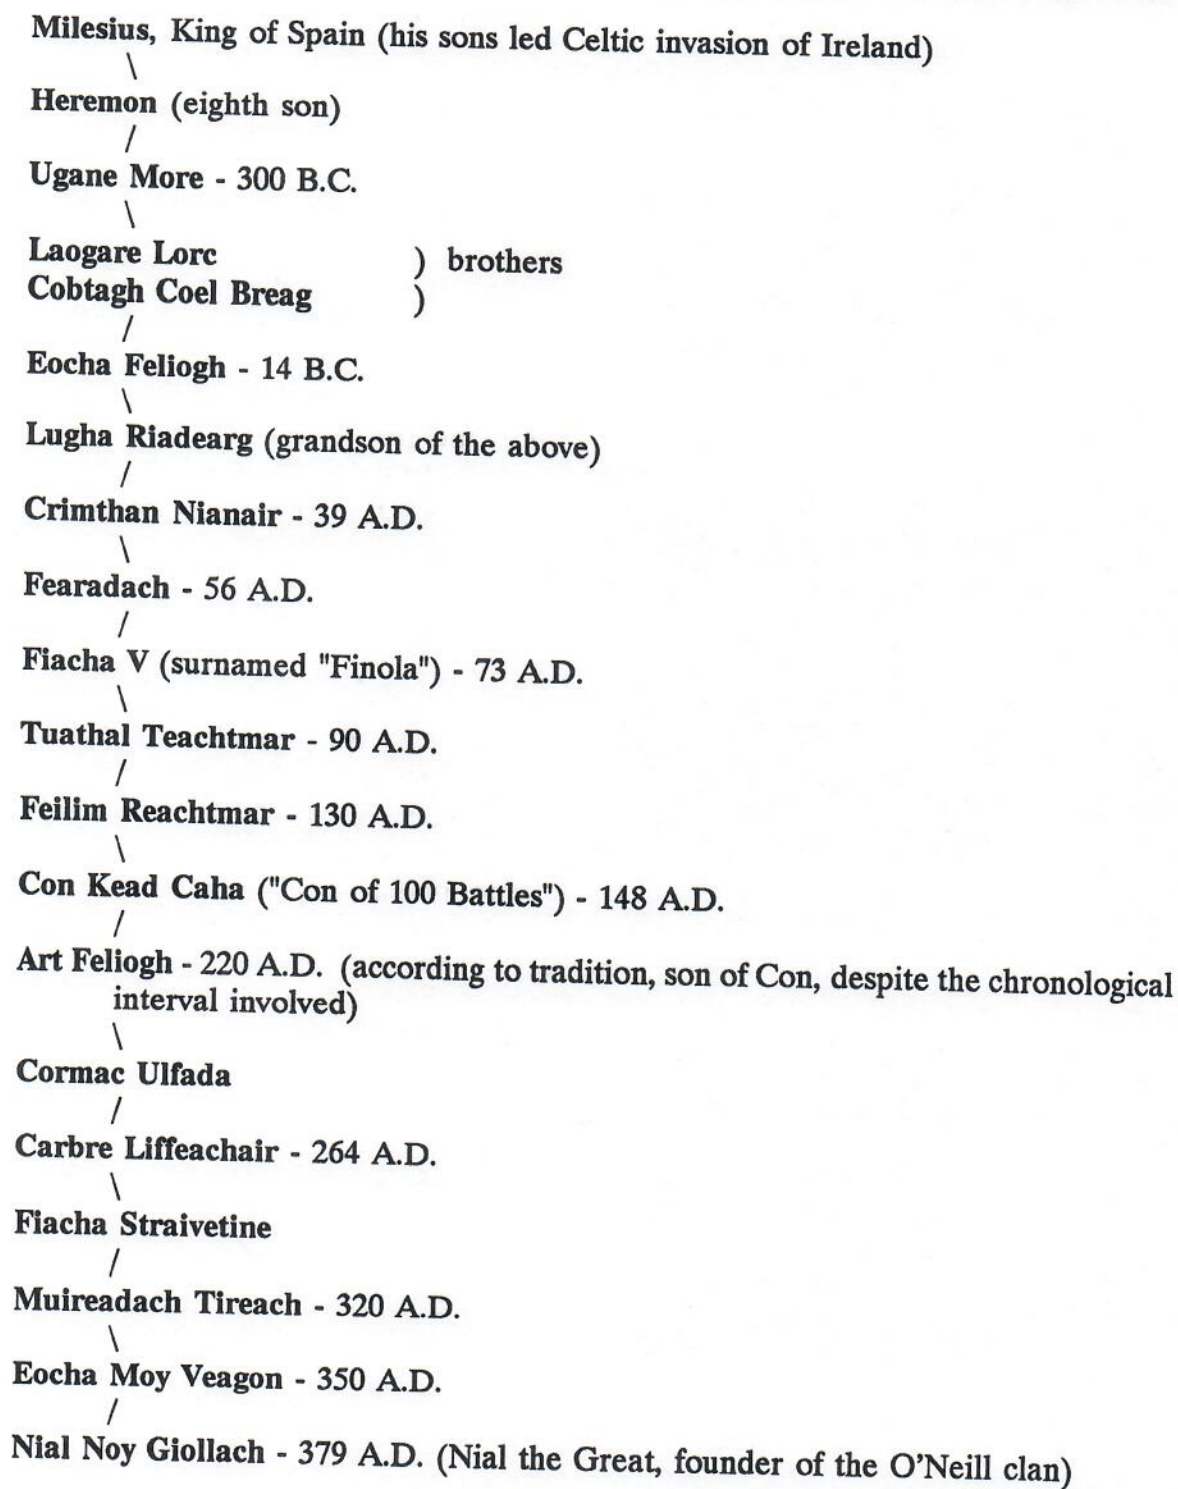 Milesius, King of Spain (his sons led Celtic invasion of Ireland)
\
Heremon (eighth son)
/
Ugane More - 300 B.C.
\
Laogare Lorc ) brothers
Cobtagh Coel Breag )
/
Eocha Feliogh - 14 B.C.
\
Lugha Riadearg (grandson of the above)
/
Crimthan Nianair - 39 A.D.
\
Fearadach - 56 A.D.
/
Fiacha V (surnamed "Finola") - 73 A.D.
\
Tuathal Teachtmar - 90 A.D.
/
Feilim Reachtmar - 130 A.D.
\
Con Kead Caha ("Con of 100 Battles") - 148 A.D.
/
Art Feliogh - 220 A.D. (according to tradition, son of Con, despite the chronological
interval involved)
\
Cormac Ulfada
/
Carbre Liffeachair - 264 A.D.
\
Fiacha Straivetine
/
Muireadach Tireach - 320 A.D.
\
Eocha Moy Veagon - 350 A.D.
/
Nial Noy Giollach - 379 A.D. (Nial the Great, founder of the O'Neill clan)